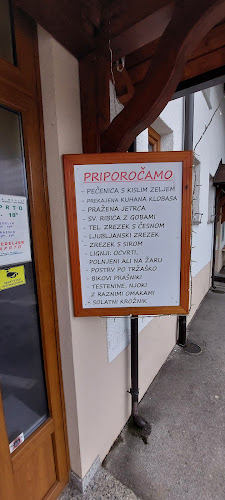 PRIPOROČAMO
- PEČENICA S KISLIM ZELJEM
- PREKAJENA KUHANA KLOBASA
- PRAŽENA JETRCA
- SV. RIBICA Z GOBAMI
- TEL. ZREZEK S ČESNOM
- LJUBLJANSKI ZREZEK
- ZREZEK S SIROM
- LIGNJI: OCVRTI,
POLNJENI ALI NA ŽARU
- POSTRV PO TRŽAŠKO
- BIKOVI PRAŠNIKI
- TESTENINE, NJOKI
Z RAZNIMI OMAKAMI
- SOLATNI KROŽNIK